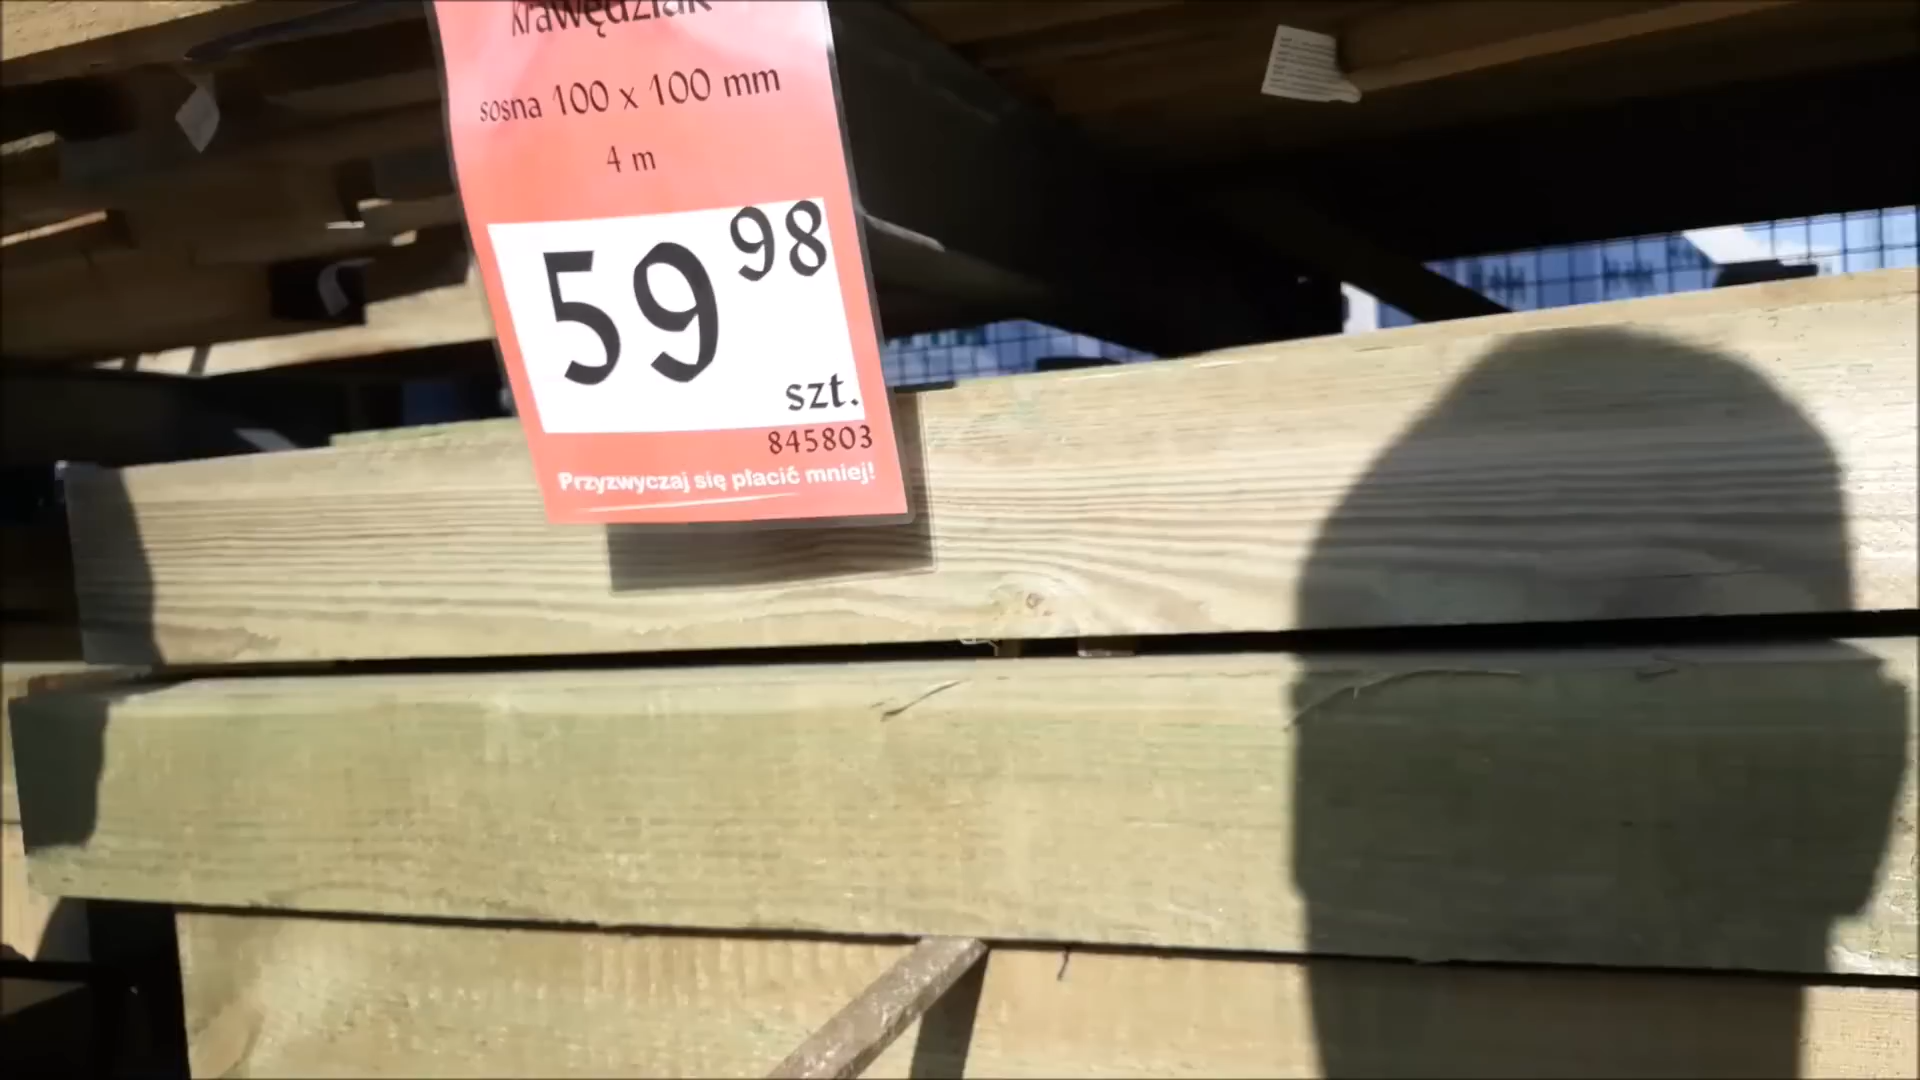 krawędziak
sosna 100 x 100 mm
4 m
59 98
szt.
845803
Przyzwyczaj się płacić mniej!